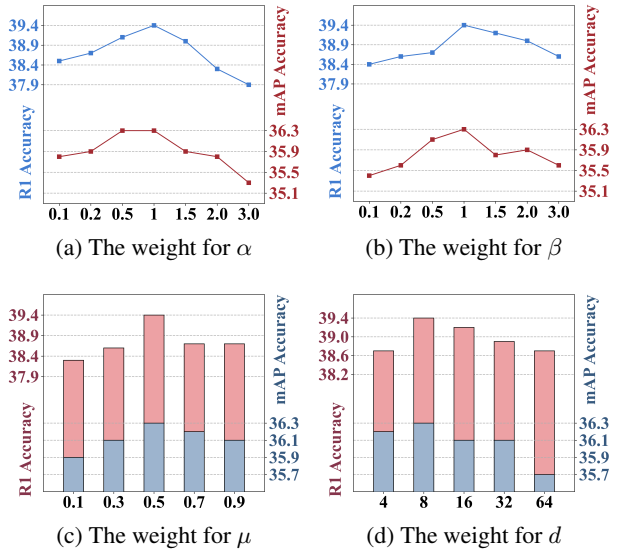 39.4
38.9
38.4
37.9
R1 Accuracy
mAP Accuracy
36.3
35.9
35.5
35.1
0.1 0.2 0.5 1 1.5 2.0 3.0
(a) The weight for α
39.4
38.9
38.4
37.9
R1 Accuracy
mAP Accuracy
36.3
35.9
35.5
35.1
0.1 0.2 0.5 1 1.5 2.0 3.0
(b) The weight for β
39.4
38.9
38.4
37.9
R1 Accuracy
mAP Accuracy
36.3
36.1
35.9
35.7
0.1 0.3 0.5 0.7 0.9
(c) The weight for μ
39.4
39.0
38.6
38.2
R1 Accuracy
mAP Accuracy
36.3
36.1
35.9
35.7
4 8 16 32 64
(d) The weight for d